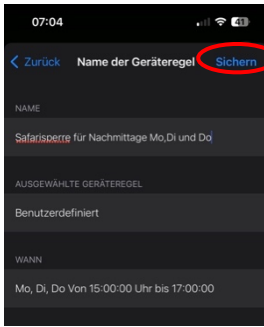 07:04
43
Zurück Name der Geräteregel Sichern
NAME
Safarisperre für Nachmittage Mo,Di und Do
AUSGEWÄHLTE GERÄTEREGEL
Benutzerdefiniert
WANN
Mo, Di, Do Von 15:00:00 Uhr bis 17:00:00